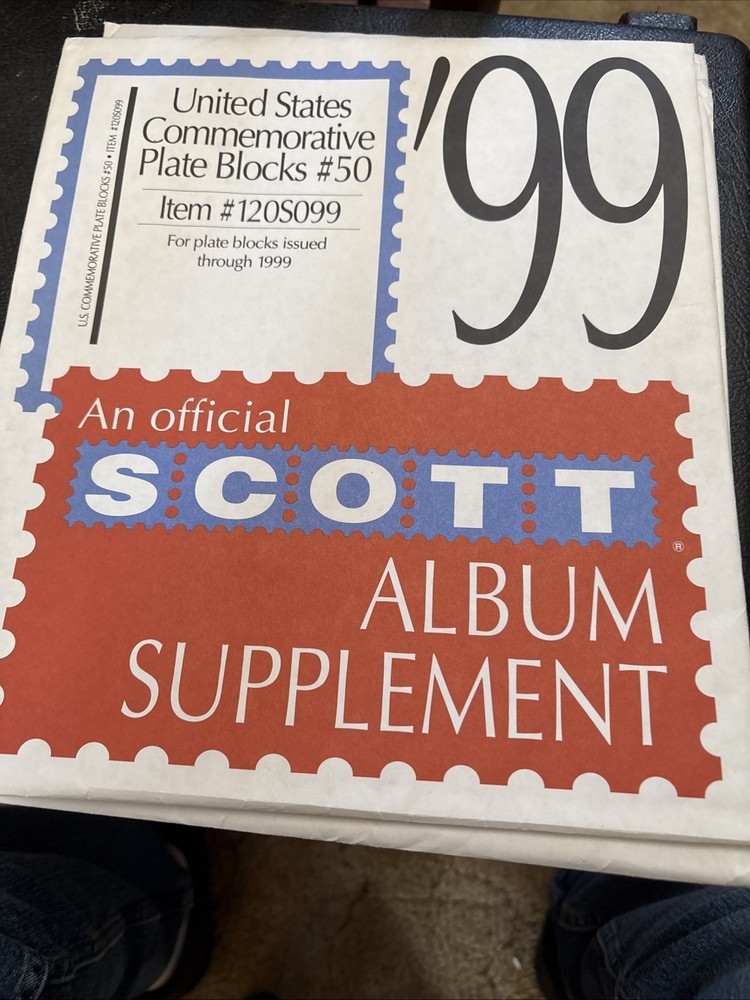 United States
Commemorative
Plate Blocks #50
Item #120S099
For plate blocks issued
through 1999
U.S. COMMEMORATIVE PLATE BLOCKS #50 • ITEM #120S099
'99
An official
SCOTT
®
ALBUM
SUPPLEMENT